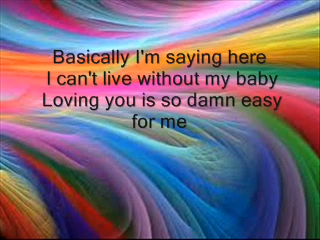 Basically I'm saying here
I can't live without my baby
Loving you is so damn easy
for me